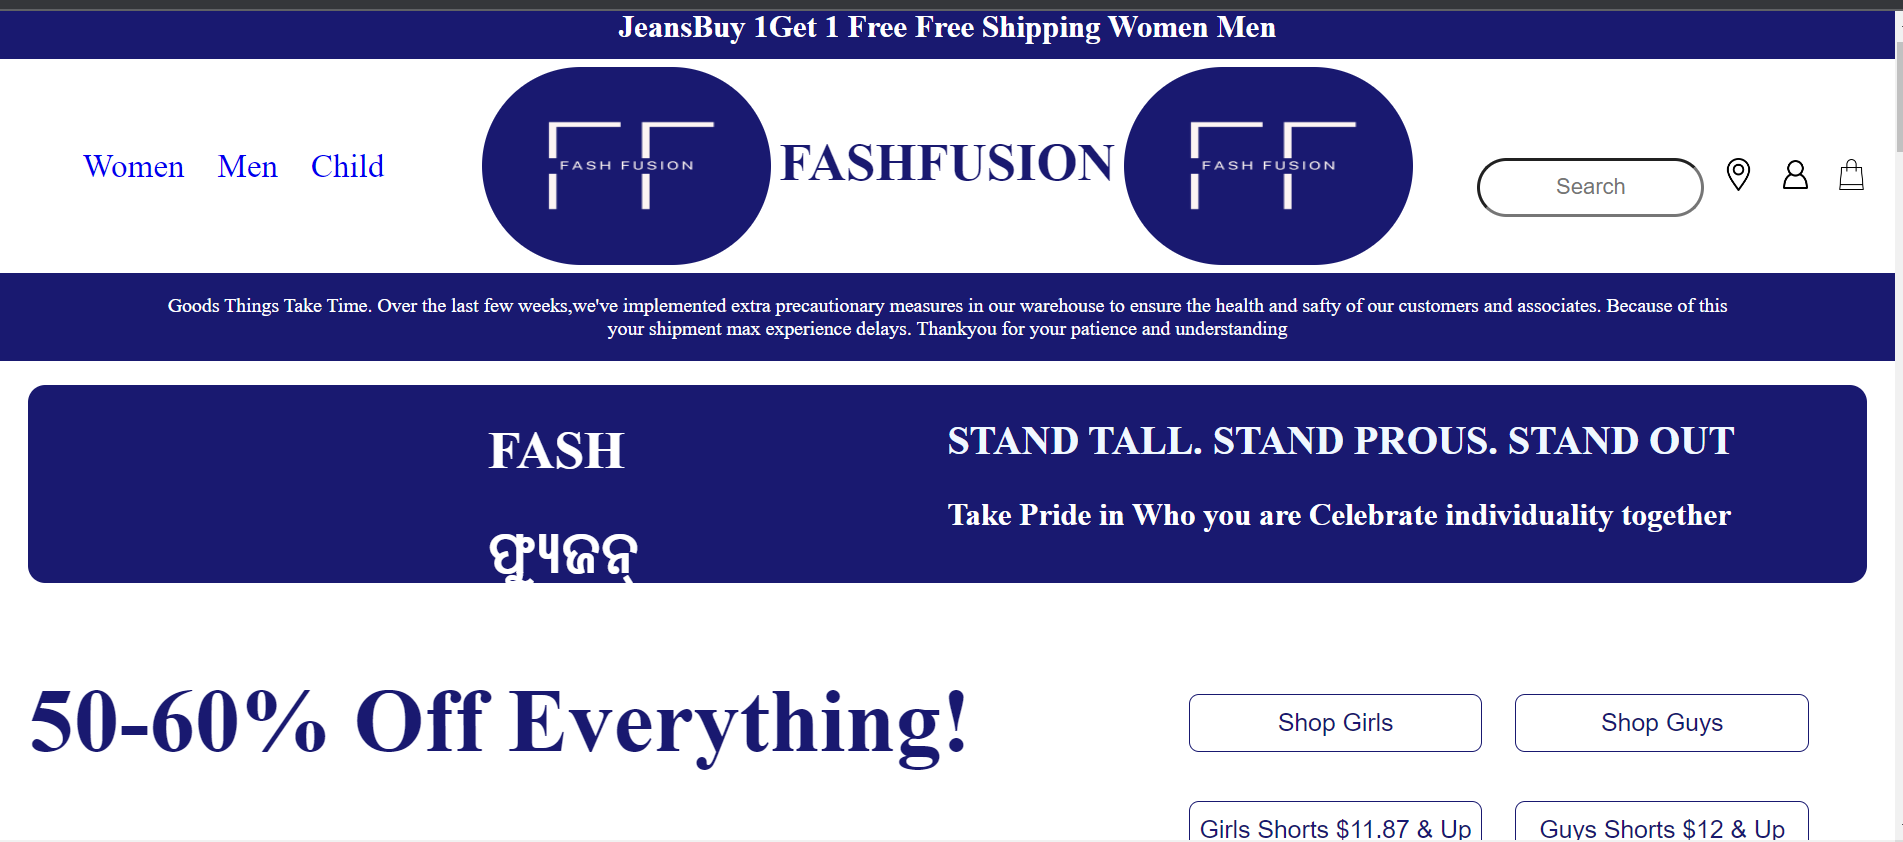 JeansBuy 1Get 1 Free Free Shipping Women Men
Women Men Child
FASH FUSION
FASHFUSION
FASH FUSION
Search
Goods Things Take Time. Over the last few weeks,we've implemented extra precautionary measures in our warehouse to ensure the health and safty of our customers and associates. Because of this
your shipment max experience delays. Thankyou for your patience and understanding
FASH
ଫ୍ୟୁଜନ୍
STAND TALL. STAND PROUS. STAND OUT
Take Pride in Who you are Celebrate individuality together
50-60% Off Everything!
Shop Girls
Shop Guys
Girls Shorts $11.87 & Up
Guys Shorts $12 & Up